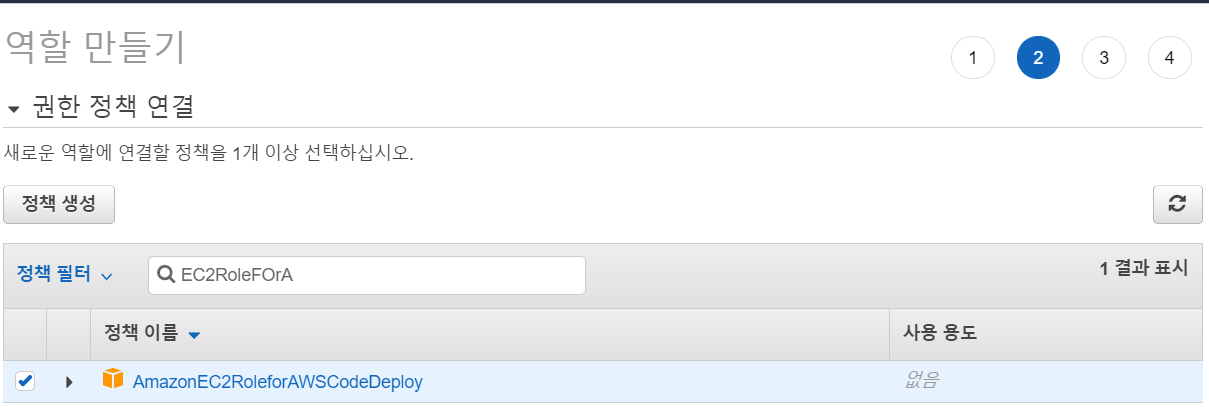 역할 만들기
1 2 3 4
권한 정책 연결
새로운 역할에 연결할 정책을 1개 이상 선택하십시오.
정책 생성
정책 필터 EC2RoleFOrA 1 결과 표시
정책 이름 사용 용도
AmazonEC2RoleforAWSCodeDeploy 없음